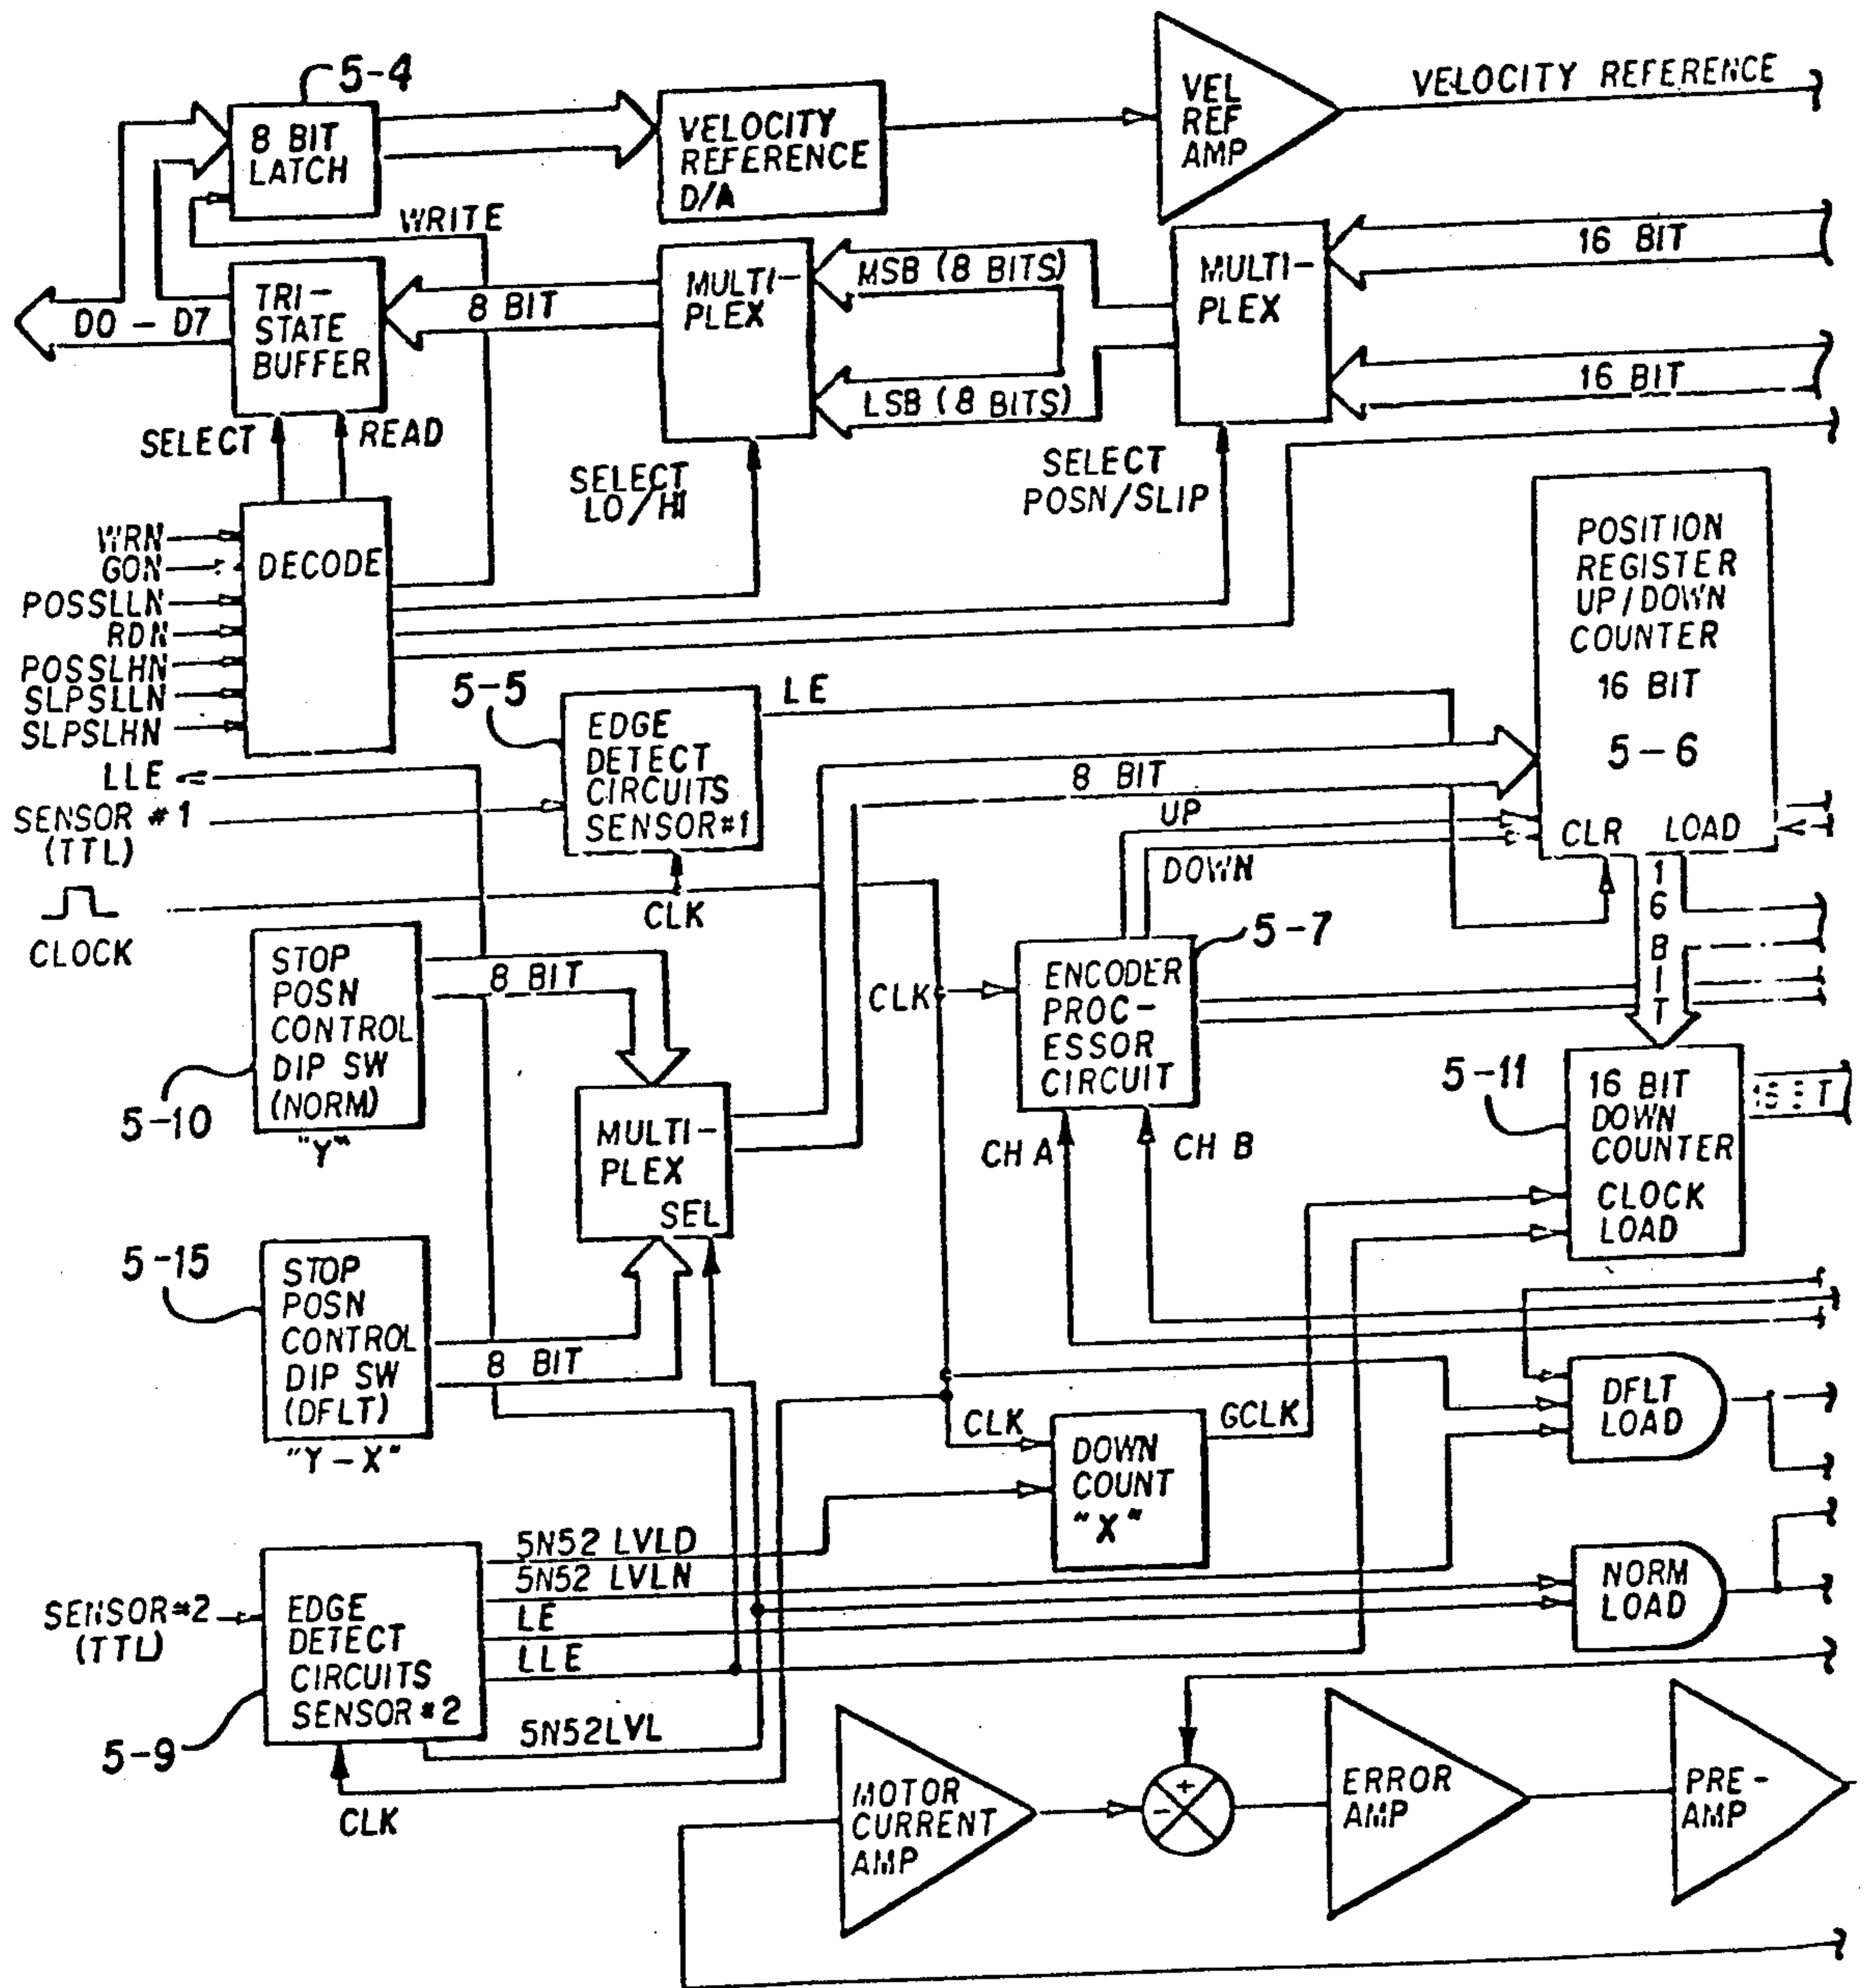 5-4
8 BIT
LATCH
VELOCITY
REFERENCE
D/A
VEL
REF
AMP
VELOCITY REFERENCE
WRITE
D0 - D7
TRI-
STATE
BUFFER
8 BIT
MULTI-
PLEX
MSB (8 BITS)
LSB (8 BITS)
MULTI-
PLEX
16 BIT
16 BIT
SELECT
READ
SELECT
LO/HI
SELECT
POSN/SLIP
WRN
GON
POSSLLN
RDN
POSSLHN
SLPSLLN
SLPSLHN
DECODE
POSITION
REGISTER
UP/DOWN
COUNTER
16 BIT
5-6
CLR LOAD
5-5
EDGE
DETECT
CIRCUITS
SENSOR#1
LE
LLE
SENSOR #1
(TTL)
8 BIT
UP
DOWN
CLOCK
CLK
16 BIT
STOP
POSN
CONTROL
DIP SW
(NORM)
"Y"
5-10
8 BIT
CLK
ENCODER
PROC-
ESSOR
CIRCUIT
5-7
MULTI-
PLEX
SEL
CH A
CH B
5-11
16 BIT
DOWN
COUNTER
CLOCK
LOAD
16 BIT
5-15
STOP
POSN
CONTROL
DIP SW
(DFLT)
"Y-X"
8 BIT
CLK
DOWN
COUNT
"X"
GCLK
DFLT
LOAD
SENSOR#2
(TTL)
EDGE
DETECT
CIRCUITS
SENSOR#2
5-9
5N52 LVLD
5N52 LVLN
LE
LLE
5N52LVL
CLK
NORM
LOAD
MOTOR
CURRENT
AMP
+
-
ERROR
AMP
PRE-
AMP